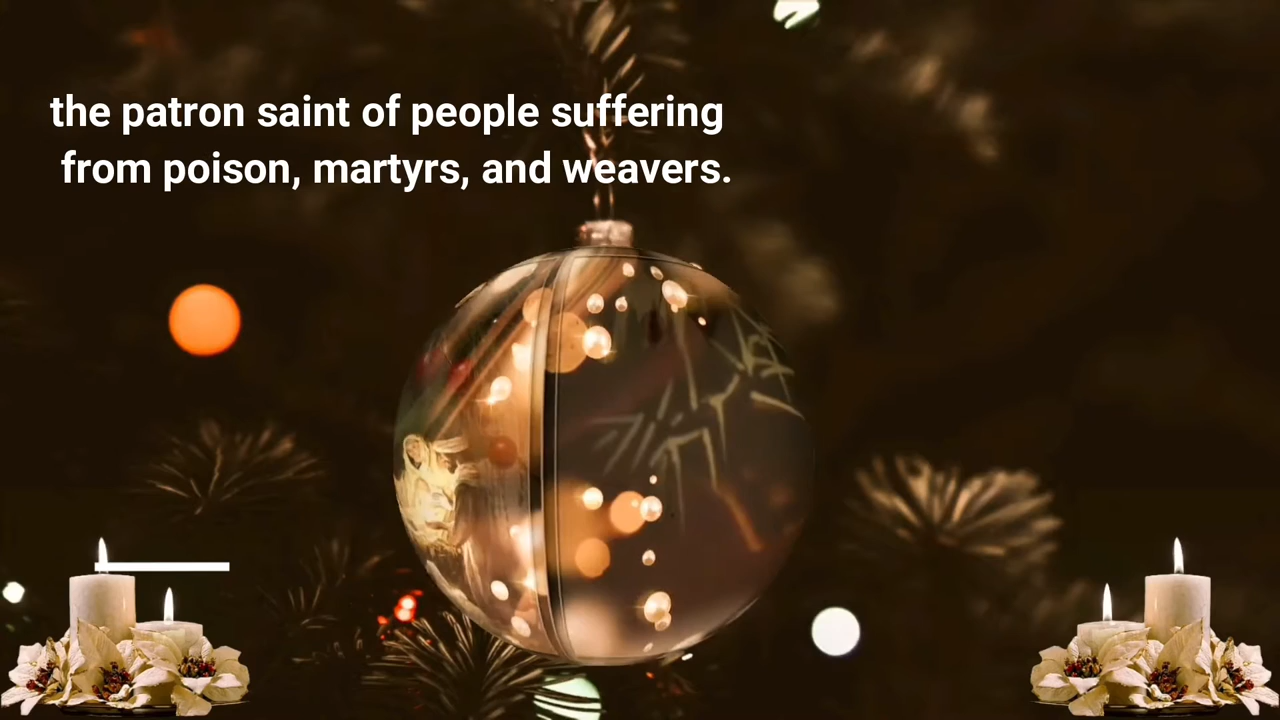 the patron saint of people suffering
from poison, martyrs, and weavers.